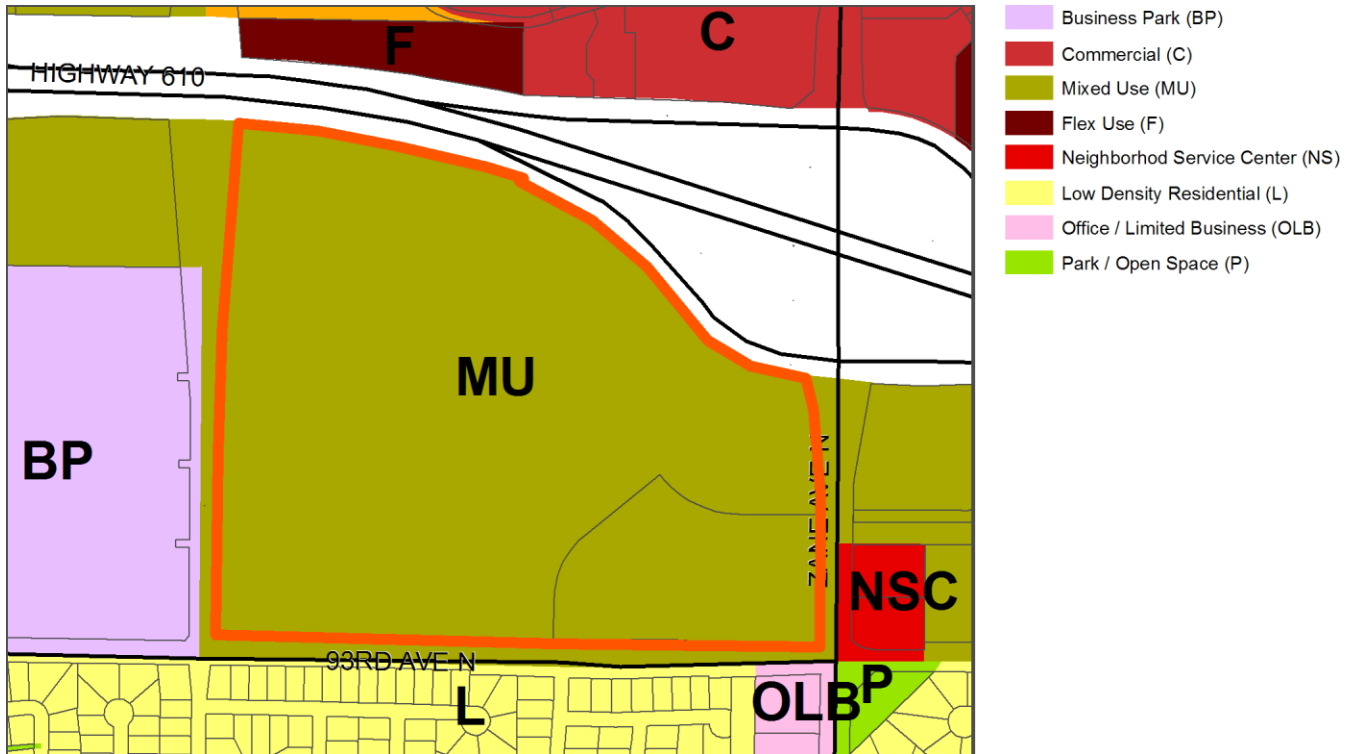 F
C
HIGHWAY 610
MU
BP
ZANE AVE N
NSC
93RD AVE N
L
OLB
P
Business Park (BP)
Commercial (C)
Mixed Use (MU)
Flex Use (F)
Neighborhod Service Center (NS)
Low Density Residential (L)
Office / Limited Business (OLB)
Park / Open Space (P)